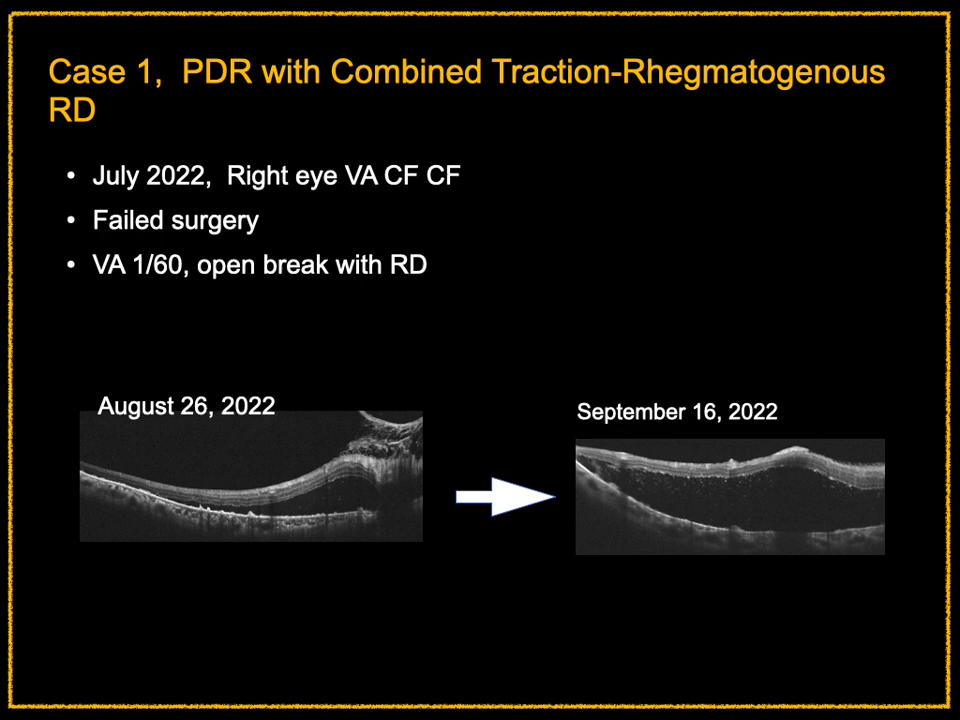 Case 1,  PDR with Combined Traction-Rhegmatogenous
RD
• July 2022,  Right eye VA CF CF
• Failed surgery
• VA 1/60, open break with RD
August 26, 2022
September 16, 2022